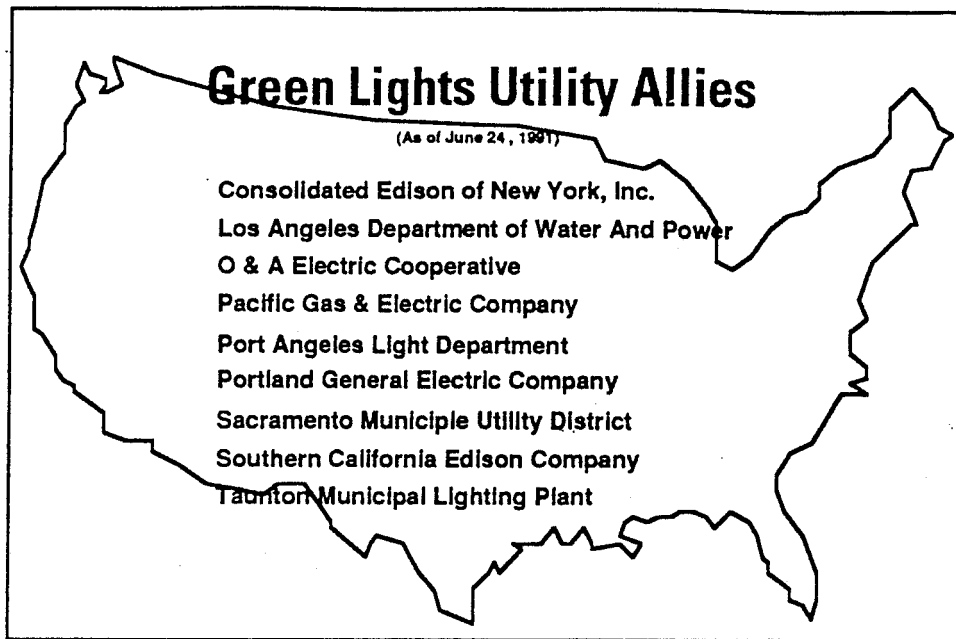 Green Lights Utility Allies
(As of June 24, 1991)
Consolidated Edison of New York, Inc.
Los Angeles Department of Water And Power
O & A Electric Cooperative
Pacific Gas & Electric Company
Port Angeles Light Department
Portland General Electric Company
Sacramento Municiple Utility District
Southern California Edison Company
Taunton Municipal Lighting Plant